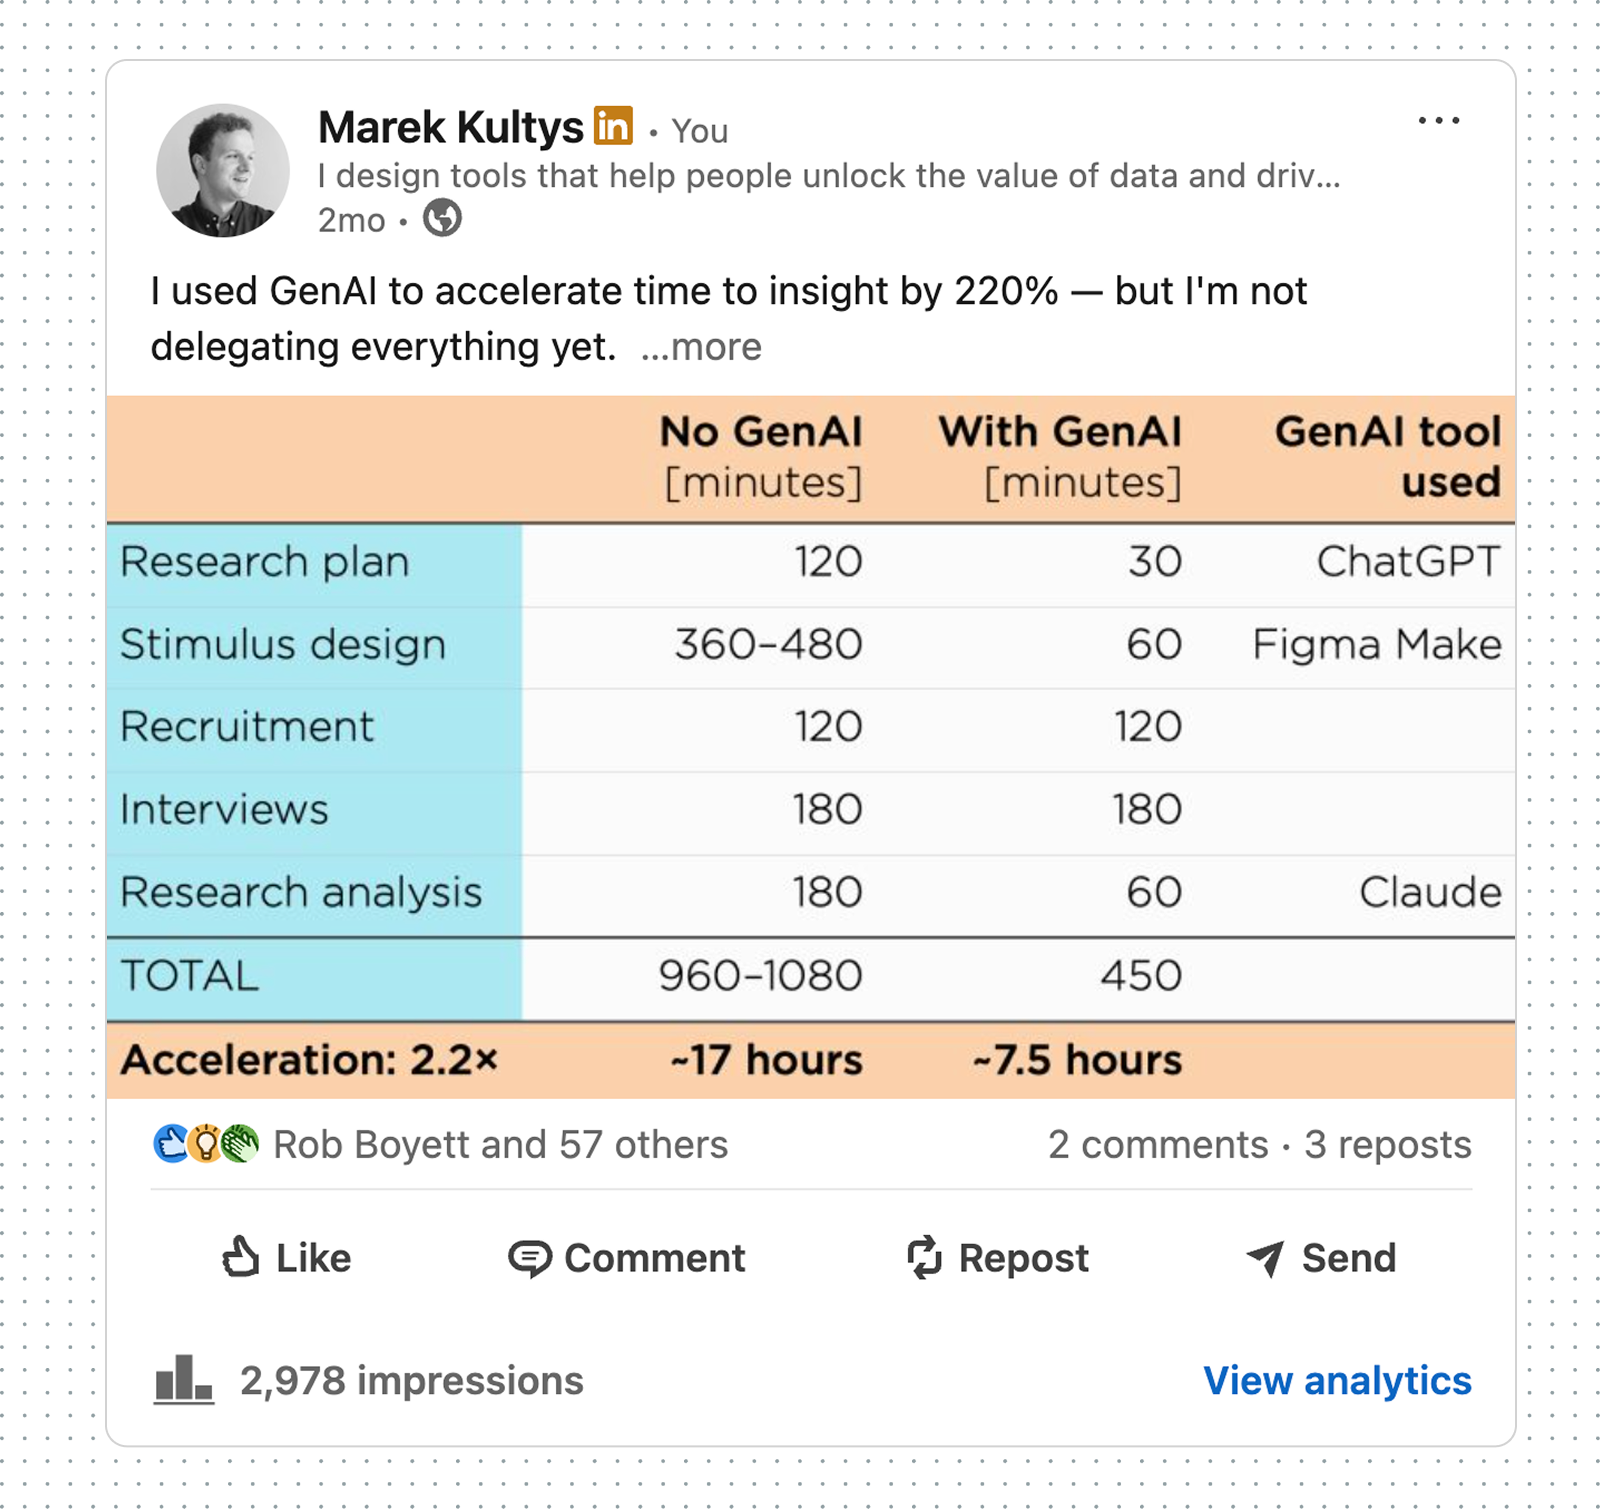 Marek Kultys in • You
I design tools that help people unlock the value of data and driv...
2mo •
...
I used GenAI to accelerate time to insight by 220% — but I'm not
delegating everything yet. ...more
No GenAI With GenAI GenAI tool
[minutes] [minutes] used
Research plan 120 30 ChatGPT
Stimulus design 360–480 60 Figma Make
Recruitment 120 120
Interviews 180 180
Research analysis 180 60 Claude
TOTAL 960–1080 450
Acceleration: 2.2× ~17 hours ~7.5 hours
Rob Boyett and 57 others 2 comments · 3 reposts
Like Comment Repost Send
2,978 impressions View analytics